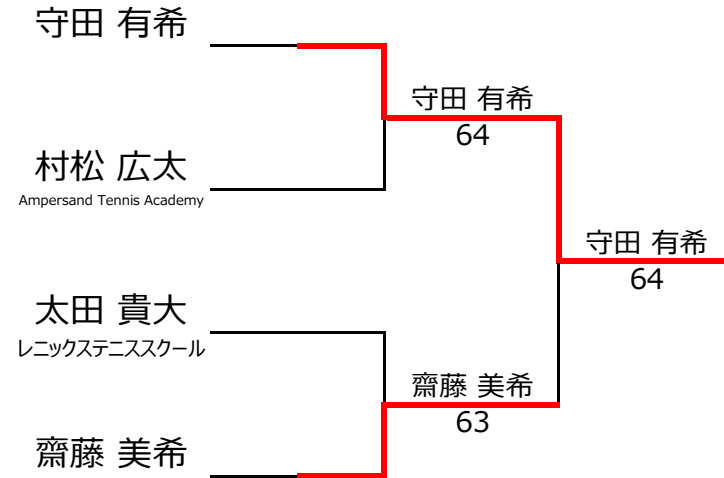 守田 有希
村松 広太
Ampersand Tennis Academy
太田 貴大
レニックステニススクール
齋藤 美希
守田 有希
64
齋藤 美希
63
守田 有希
64